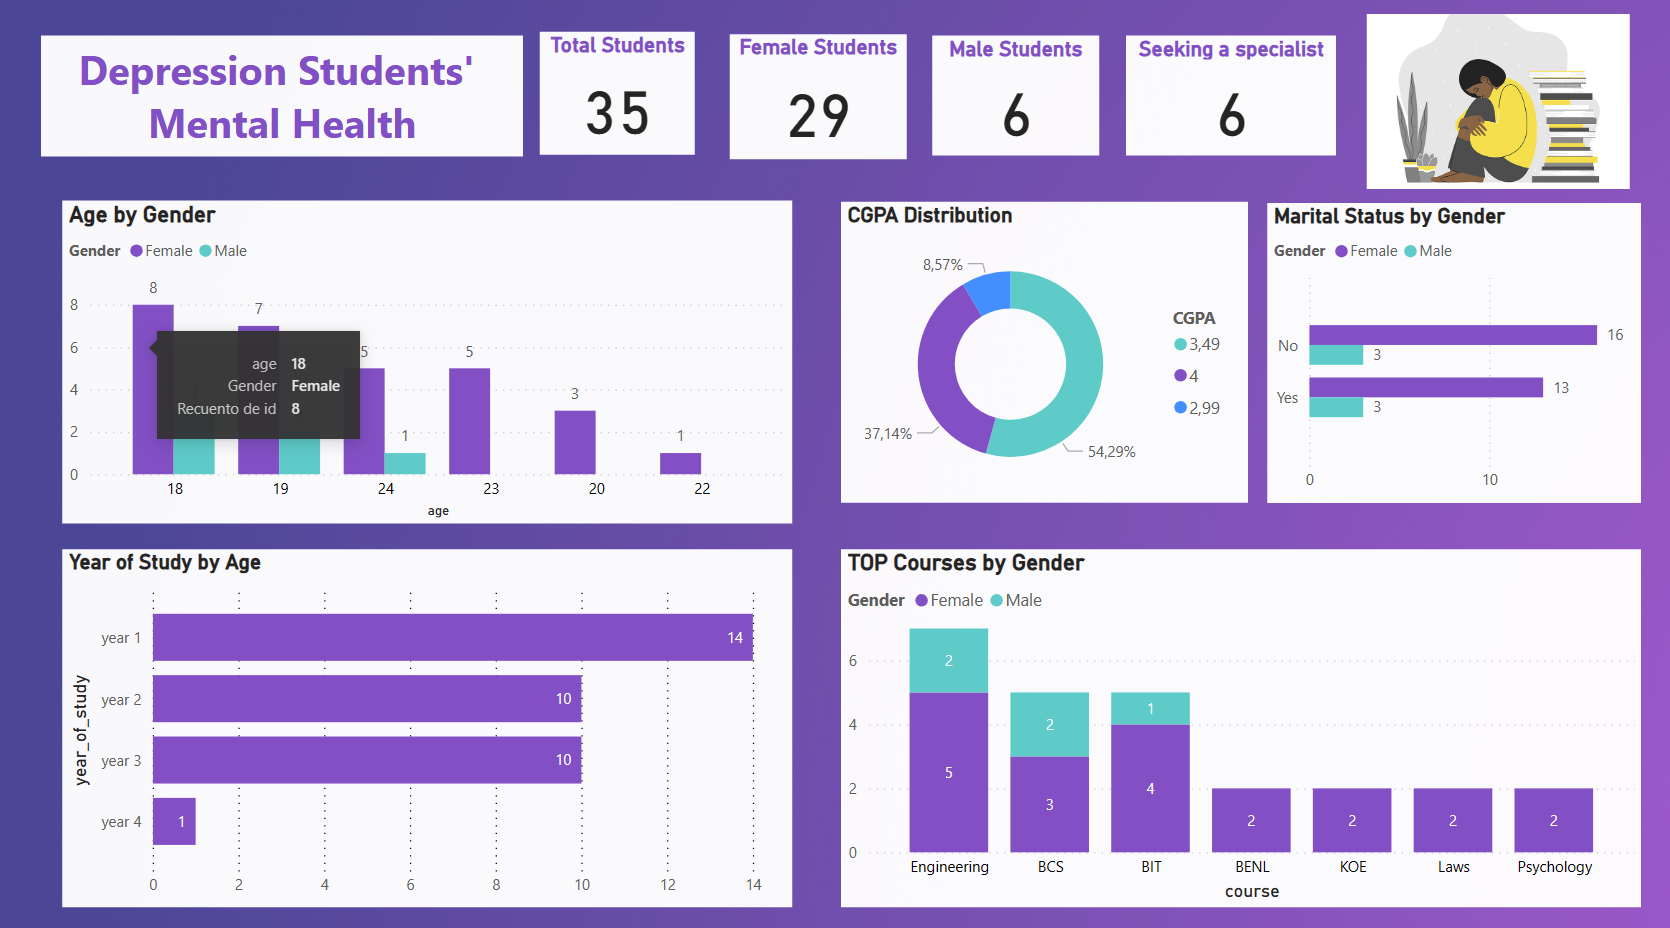 Depression Students'
Mental Health
Total Students
35
Female Students
29
Male Students
6
Seeking a specialist
6
Age by Gender
Gender Female Male
8
7
5
5
3
1
1
8
6
4
2
0
age 18
Gender Female
Recuento de id 8
18 19 24 23 20 22
age
CGPA Distribution
8,57%
37,14%
54,29%
CGPA
3,49
4
2,99
Marital Status by Gender
Gender Female Male
No 16
3
Yes 13
3
0 10
Year of Study by Age
year_of_study
year 1 14
year 2 10
year 3 10
year 4 1
0 2 4 6 8 10 12 14
TOP Courses by Gender
Gender Female Male
6
4
2
0
2
5
2
3
1
4
2
2
2
2
Engineering BCS BIT BENL KOE Laws Psychology
course